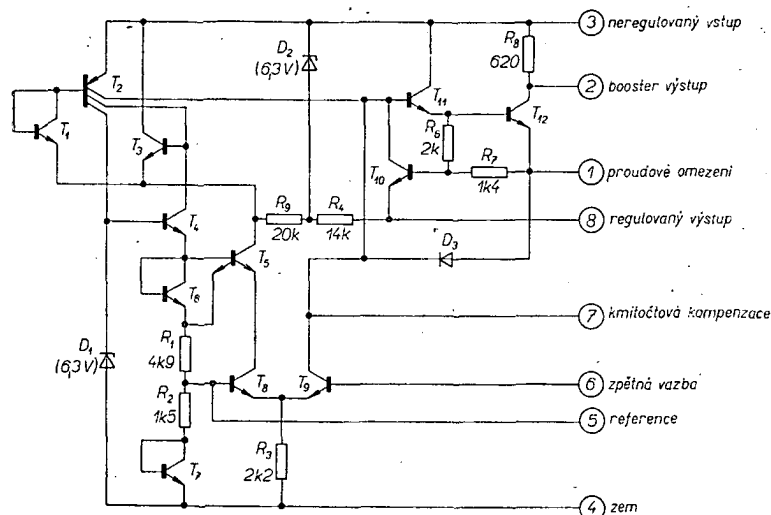 3 neregulovaný vstup
R8
620
D2
(6,3V)
T2
2 booster výstup
T11
T12
T1
T3
R6
2k
R7
1k4
T10
1 proudové omezení
R9
20k
R4
14k
8 regulovaný výstup
T4
T5
D3
T6
7 kmitočtová kompenzace
R1
4k9
D1
(6,3V)
T8
T9
6 zpětná vazba
R2
1k5
5 reference
R3
2k2
T7
4 zem